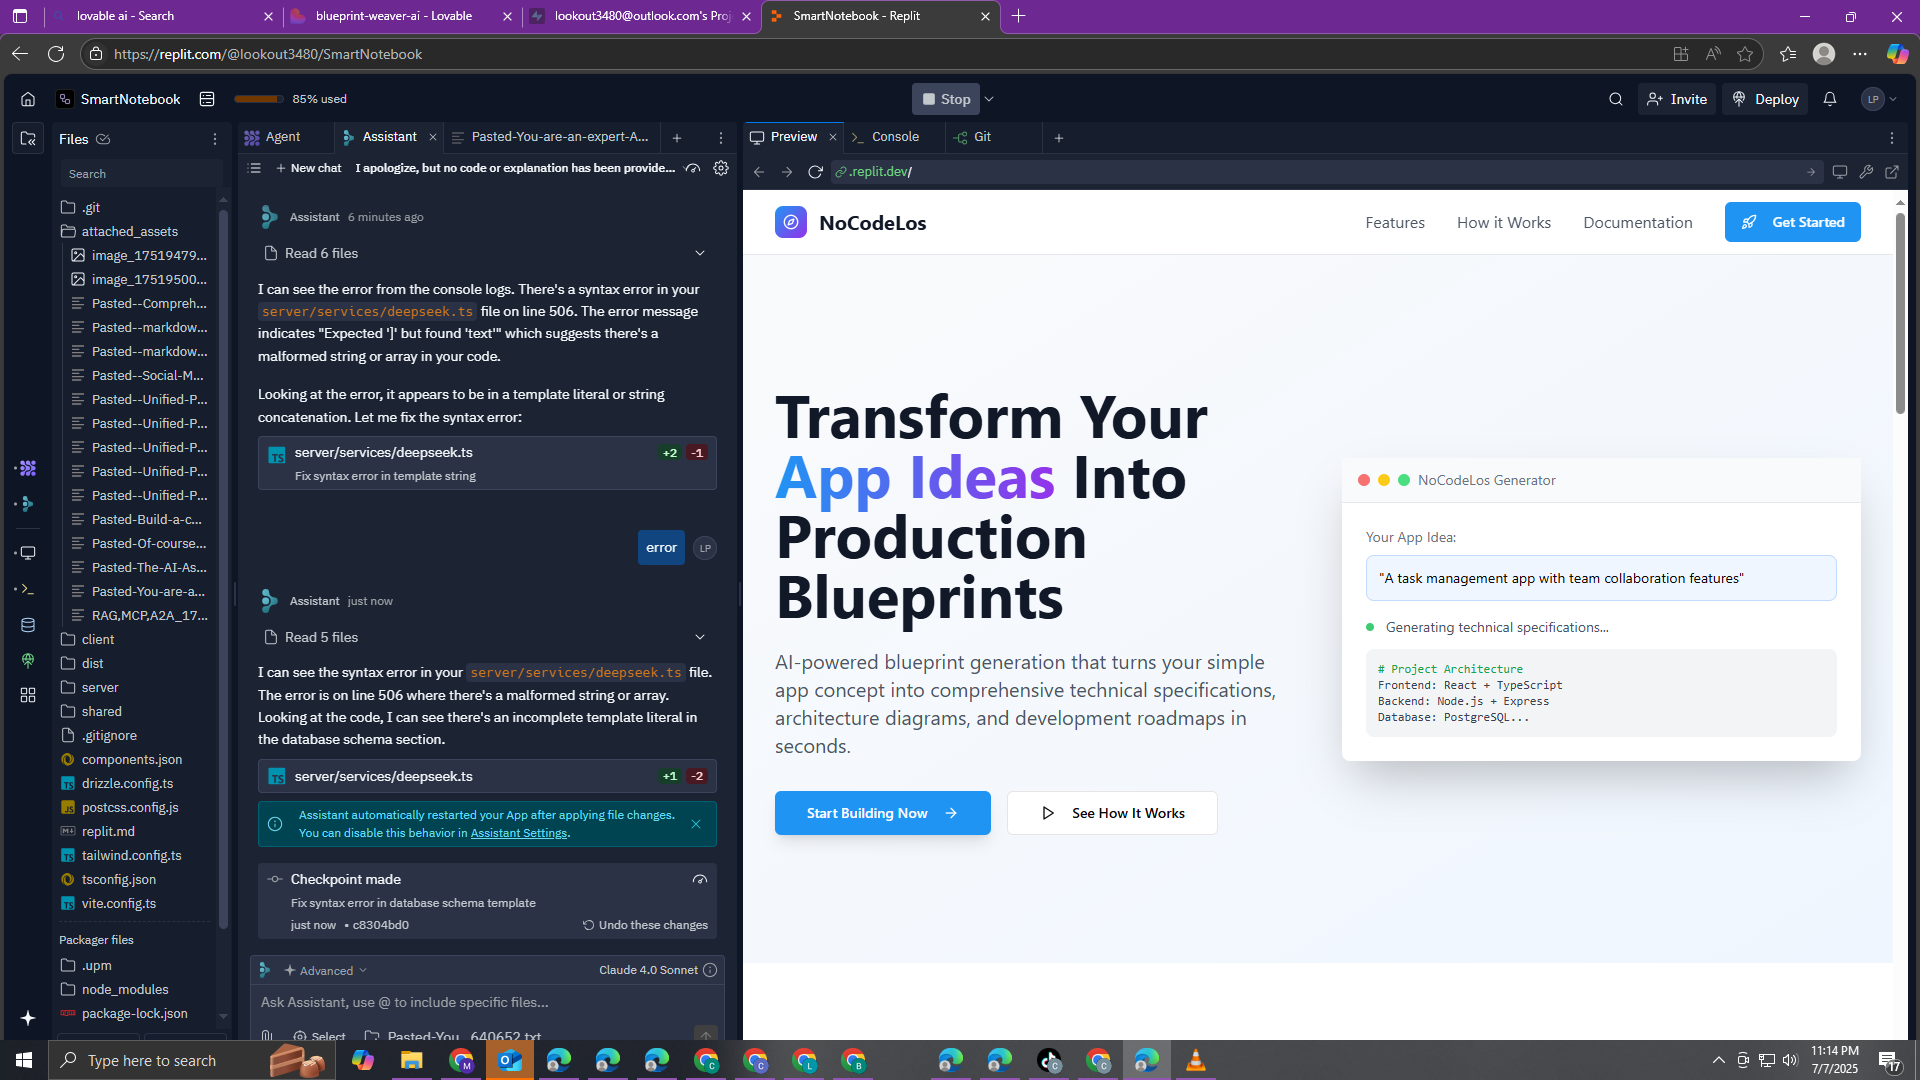 lovable ai - Search
blueprint-weaver-ai - Lovable
lookout3480@outlook.com's Proj
SmartNotebook - Replit
https://replit.com/@lookout3480/SmartNotebook
SmartNotebook
85% used
Stop
Invite
Deploy
LP
Files
Search
.git
attached_assets
image_17519479...
image_17519500...
Pasted--Compreh...
Pasted--markdow...
Pasted--markdow...
Pasted--Social-M...
Pasted--Unified-P...
Pasted--Unified-P...
Pasted--Unified-P...
Pasted--Unified-P...
Pasted--Unified-P...
Pasted-Build-a-c...
Pasted-Of-course...
Pasted-The-AI-As...
Pasted-You-are-a...
RAG,MCP,A2A_17...
client
dist
server
shared
.gitignore
components.json
drizzle.config.ts
postcss.config.js
replit.md
tailwind.config.ts
tsconfig.json
vite.config.ts
Packager files
.upm
node_modules
package-lock.json
Agent
Assistant
Pasted-You-are-an-expert-A...
New chat
I apologize, but no code or explanation has been provide...
Assistant 6 minutes ago
Read 6 files
I can see the error from the console logs. There's a syntax error in your
server/services/deepseek.ts file on line 506. The error message
indicates "Expected ']' but found 'text'" which suggests there's a
malformed string or array in your code.
Looking at the error, it appears to be in a template literal or string
concatenation. Let me fix the syntax error:
TS server/services/deepseek.ts +2 -1
Fix syntax error in template string
error
LP
Assistant just now
Read 5 files
I can see the syntax error in your server/services/deepseek.ts file.
The error is on line 506 where there's a malformed string or array.
Looking at the code, I can see there's an incomplete template literal in
the database schema section.
TS server/services/deepseek.ts +1 -2
Assistant automatically restarted your App after applying file changes.
You can disable this behavior in Assistant Settings.
Checkpoint made
Fix syntax error in database schema template
just now • c8304bd0
Undo these changes
Advanced
Claude 4.0 Sonnet
Ask Assistant, use @ to include specific files...
Select
Pasted-You...640652.txt
Preview
Console
Git
.replit.dev/
NoCodeLos
Features
How it Works
Documentation
Get Started
Transform Your
App Ideas Into
Production
Blueprints
AI-powered blueprint generation that turns your simple
app concept into comprehensive technical specifications,
architecture diagrams, and development roadmaps in
seconds.
Start Building Now
See How It Works
NoCodeLos Generator
Your App Idea:
"A task management app with team collaboration features"
Generating technical specifications...
# Project Architecture
Frontend: React + TypeScript
Backend: Node.js + Express
Database: PostgreSQL...
Type here to search
11:14 PM
7/7/2025
17